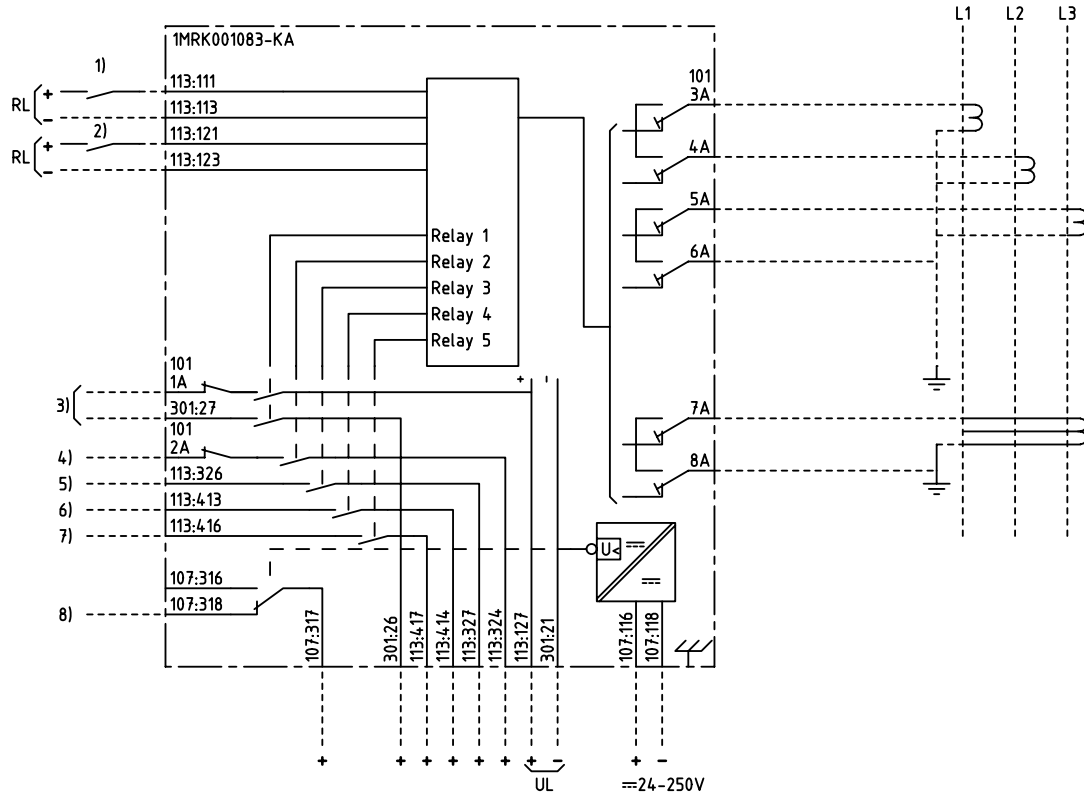 L1 L2 L3
1MRK001083-KA
1)
113:111
RL + -
113:113
2)
113:121
RL + -
113:123
101
3A
4A
5A
6A
Relay 1
Relay 2
Relay 3
Relay 4
Relay 5
101
1A
+ -
3)
301:27
101
2A
4)
113:326
5)
113:413
6)
113:416
7)
7A
8A
U<
107:316
107:318
8)
107:317
301:26
113:417
113:414
113:327
113:324
113:127
301:21
107:116
107:118
+ + + + + + + - + -
UL
24-250V